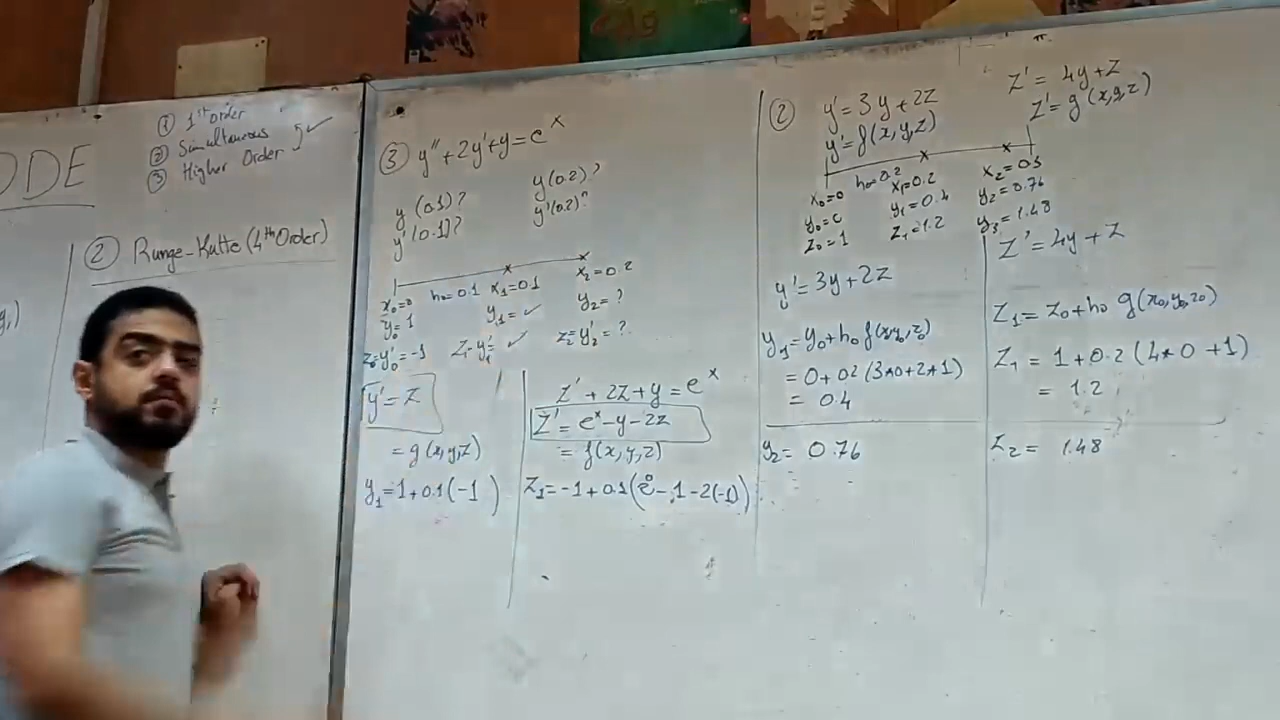 ODE
① 1st order
② Simultaneous
③ Higher Order
② Runge-Kutte (4th Order)
③ y'' + 2y' + y = e^x
y(0.1)? y(0.2)?
y'(0.1)? y'(0.2)?
x0=0 h0=0.1 x1=0.1 x2=0.2
y0=1 y1= ✓ y2=?
z0=y'0=-1 z1=y'1= ✓ z2=y'2=?
y' = z
= g(x,y,z)
y1=1+0.1(-1)
z' + 2z + y = e^x
z' = e^x - y - 2z
= f(x,y,z)
z1=-1+0.1(e^0-1-2(-1))
② y' = 3y + 2z z' = 4y + z
y' = f(x,y,z) z' = g(x,y,z)
x0=0 h0=0.2 x1=0.2
y0=0 y1=0.4 y2=0.76
z0=1 z1=1.2 y3=1.48
y' = 3y + 2z
y1 = y0 + h0 f(x0,y0,z0)
= 0 + 0.2 (3*0+2*1)
= 0.4
y2 = 0.76
z' = 4y + z
z1 = z0 + h0 g(x0,y0,z0)
z1 = 1 + 0.2 (4*0 + 1)
= 1.2
z2 = 1.48